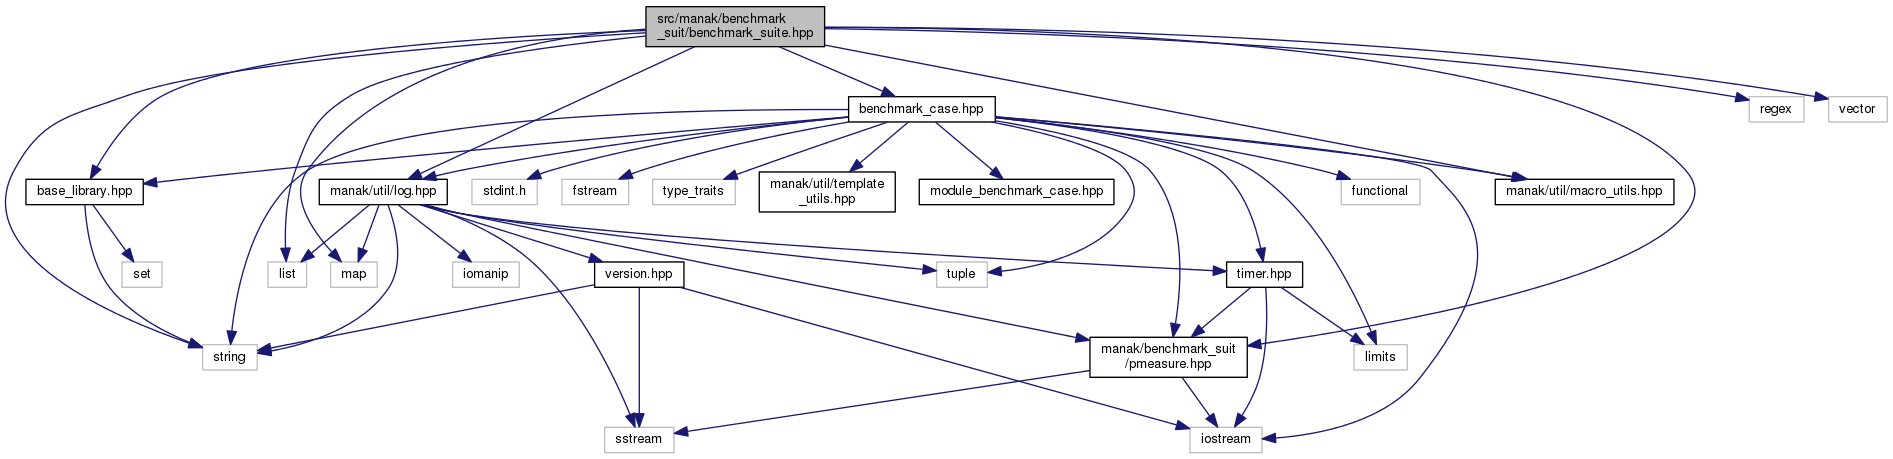 src/manak/benchmark
_suit/benchmark_suite.hpp
benchmark_case.hpp
regex
vector
base_library.hpp
manak/util/log.hpp
stdint.h
fstream
type_traits
manak/util/template
_utils.hpp
module_benchmark_case.hpp
functional
manak/util/macro_utils.hpp
set
list
map
iomanip
version.hpp
tuple
timer.hpp
string
manak/benchmark_suit
/pmeasure.hpp
limits
sstream
iostream